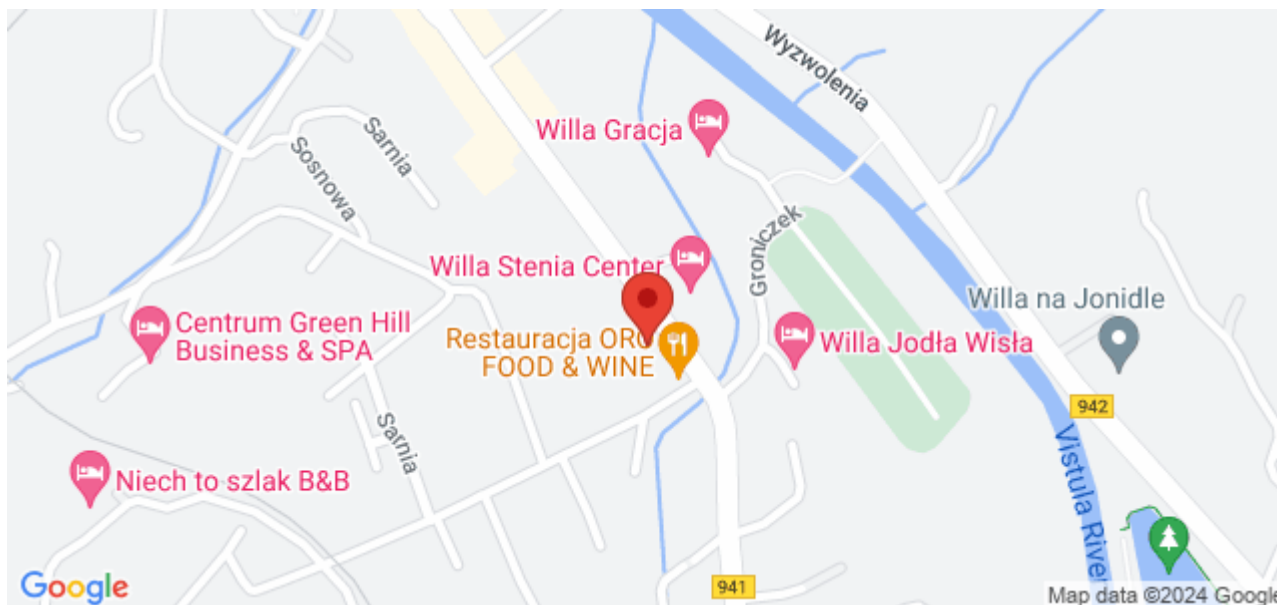 Wyzwolenia
Willa Gracja
Sarnia
Sosnowa
Groniczek
Willa Stenia Center
Willa na Jonidle
Centrum Green Hill
Business & SPA
Restauracja ORO
FOOD & WINE
Willa Jodła Wisła
942
Sarnia
Vistula River
Niech to szlak B&B
941
Google
Map data ©2024 Google